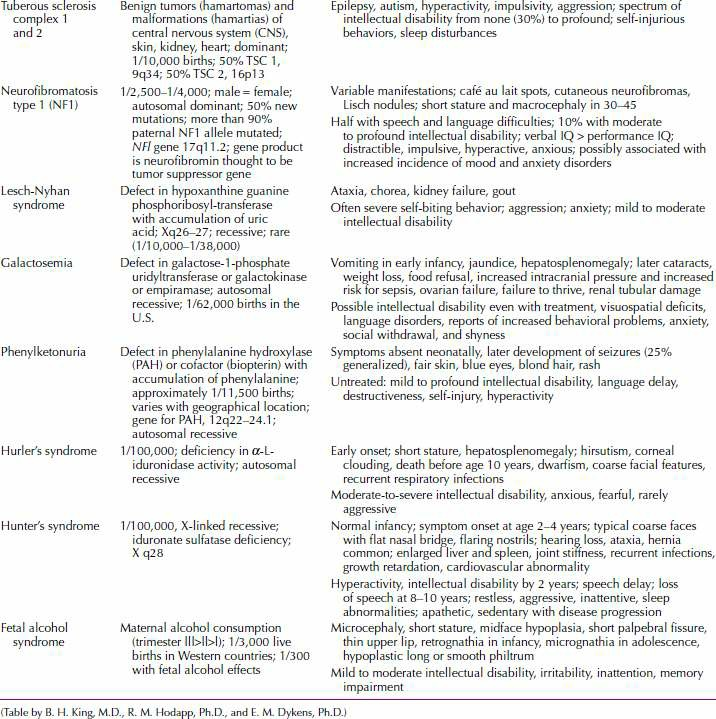 Tuberous sclerosis complex 1 and 2
Benign tumors (hamartomas) and
malformations (hamartias) of
central nervous system (CNS),
skin, kidney, heart; dominant;
1/10,000 births; 50% TSC 1,
9q34; 50% TSC 2, 16p13
Epilepsy, autism, hyperactivity, impulsivity, aggression; spectrum of
intellectual disability from none (30%) to profound; self-injurious
behaviors, sleep disturbances
Neurofibromatosis
type 1 (NF1)
1/2,500–1/4,000; male = female;
autosomal dominant; 50% new
mutations; more than 90%
paternal NF1 allele mutated;
NFl gene 17q11.2; gene product
is neurofibromin thought to be
tumor suppressor gene
Variable manifestations; café au lait spots, cutaneous neurofibromas,
Lisch nodules; short stature and macrocephaly in 30–45
Half with speech and language difficulties; 10% with moderate
to profound intellectual disability; verbal IQ > performance IQ;
distractible, impulsive, hyperactive, anxious; possibly associated with
increased incidence of mood and anxiety disorders
Lesch-Nyhan
syndrome
Defect in hypoxanthine guanine
phosphoribosyl-transferase
with accumulation of uric
acid; Xq26–27; recessive; rare
(1/10,000–1/38,000)
Ataxia, chorea, kidney failure, gout
Often severe self-biting behavior; aggression; anxiety; mild to moderate
intellectual disability
Galactosemia
Defect in galactose-1-phosphate
uridyltransferase or galactokinase
or empiramase; autosomal
recessive; 1/62,000 births in the
U.S.
Vomiting in early infancy, jaundice, hepatosplenomegaly; later cataracts,
weight loss, food refusal, increased intracranial pressure and increased
risk for sepsis, ovarian failure, failure to thrive, renal tubular damage
Possible intellectual disability even with treatment, visuospatial deficits,
language disorders, reports of increased behavioral problems, anxiety,
social withdrawal, and shyness
Phenylketonuria
Defect in phenylalanine hydroxylase
(PAH) or cofactor (biopterin) with
accumulation of phenylalanine;
approximately 1/11,500 births;
varies with geographical location;
gene for PAH, 12q22–24.1;
autosomal recessive
Symptoms absent neonatally, later development of seizures (25%
generalized), fair skin, blue eyes, blond hair, rash
Untreated: mild to profound intellectual disability, language delay,
destructiveness, self-injury, hyperactivity
Hurler's syndrome
1/100,000; deficiency in α-L-
iduronidase activity; autosomal
recessive
Early onset; short stature, hepatosplenomegaly; hirsutism, corneal
clouding, death before age 10 years, dwarfism, coarse facial features,
recurrent respiratory infections
Moderate-to-severe intellectual disability, anxious, fearful, rarely
aggressive
Hunter's syndrome
1/100,000, X-linked recessive;
iduronate sulfatase deficiency;
X q28
Normal infancy; symptom onset at age 2–4 years; typical coarse faces
with flat nasal bridge, flaring nostrils; hearing loss, ataxia, hernia
common; enlarged liver and spleen, joint stiffness, recurrent infections,
growth retardation, cardiovascular abnormality
Hyperactivity, intellectual disability by 2 years; speech delay; loss
of speech at 8–10 years; restless, aggressive, inattentive, sleep
abnormalities; apathetic, sedentary with disease progression
Fetal alcohol
syndrome
Maternal alcohol consumption
(trimester lll>ll>l); 1/3,000 live
births in Western countries; 1/300
with fetal alcohol effects
Microcephaly, short stature, midface hypoplasia, short palpebral fissure,
thin upper lip, retrognathia in infancy, micrognathia in adolescence,
hypoplastic long or smooth philtrum
Mild to moderate intellectual disability, irritability, inattention, memory
impairment
(Table by B. H. King, M.D., R. M. Hodapp, Ph.D., and E. M. Dykens, Ph.D.)